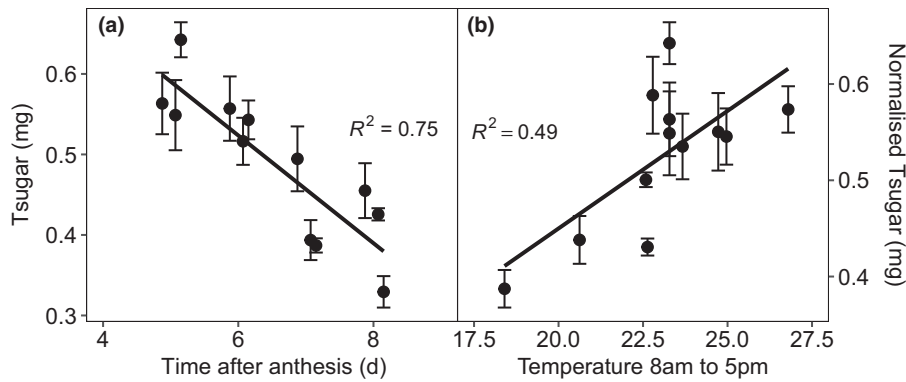 (a)
(b)
R² = 0.75
R² = 0.49
Tsugar (mg)
0.6
0.5
0.4
0.3
4
6
8
Time after anthesis (d)
17.5
20.0
22.5
25.0
27.5
Temperature 8am to 5pm
0.6
0.5
0.4
Normalised Tsugar (mg)